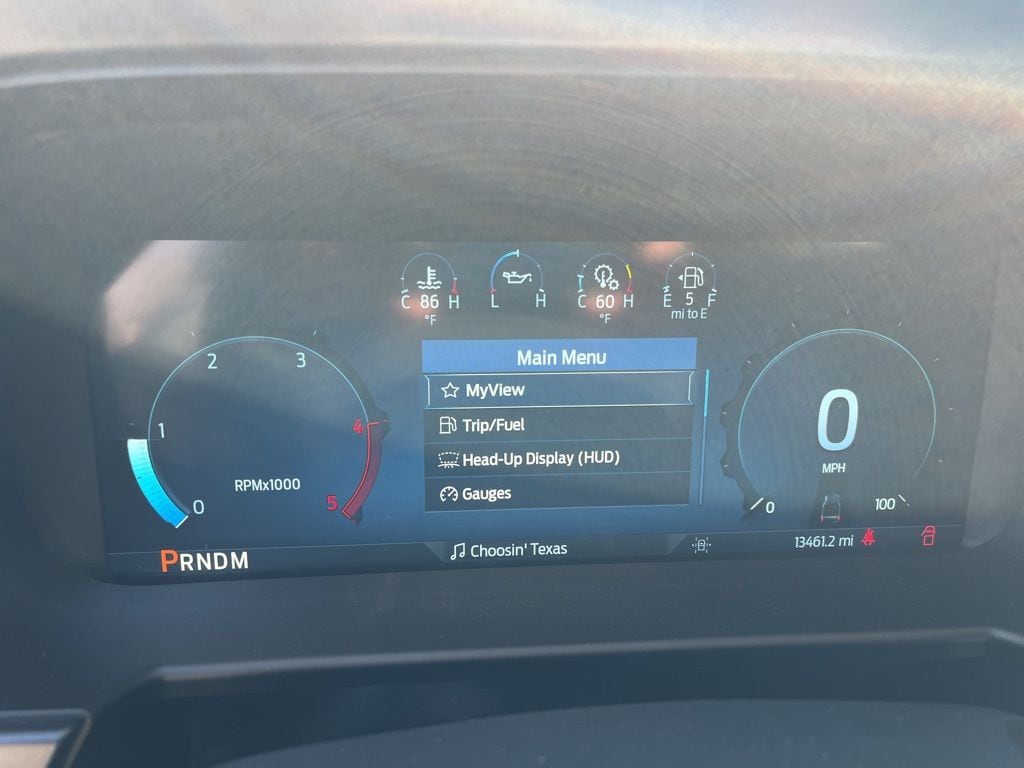 C 86 H
°F
L H
C 60 H
°F
E 5 F
mi to E
Main Menu
MyView
Trip/Fuel
Head-Up Display (HUD)
Gauges
0
1
2
3
4
5
RPMx1000
0
MPH
0
100
PRNDM
Choosin' Texas
13461.2 mi